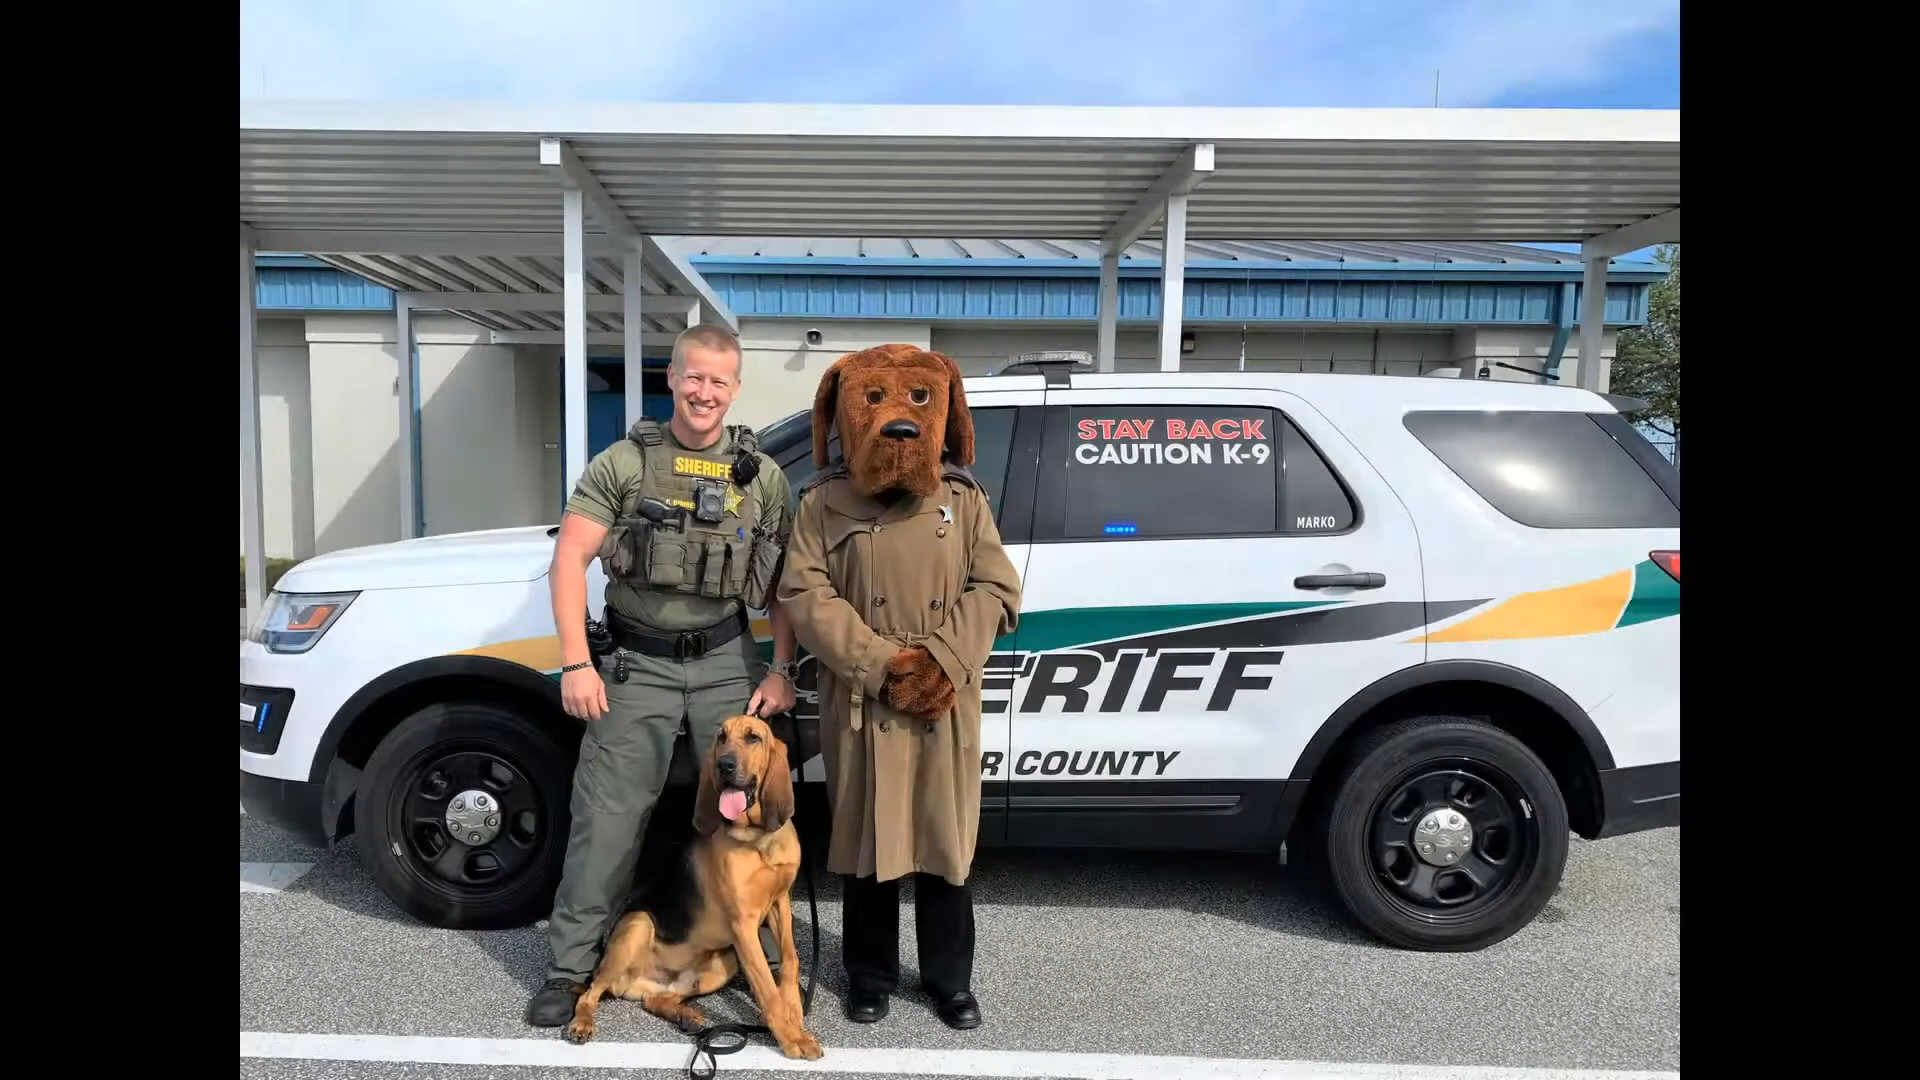 SHERIFF
STAY BACK
CAUTION K-9
MARKO
ERIFF
R COUNTY